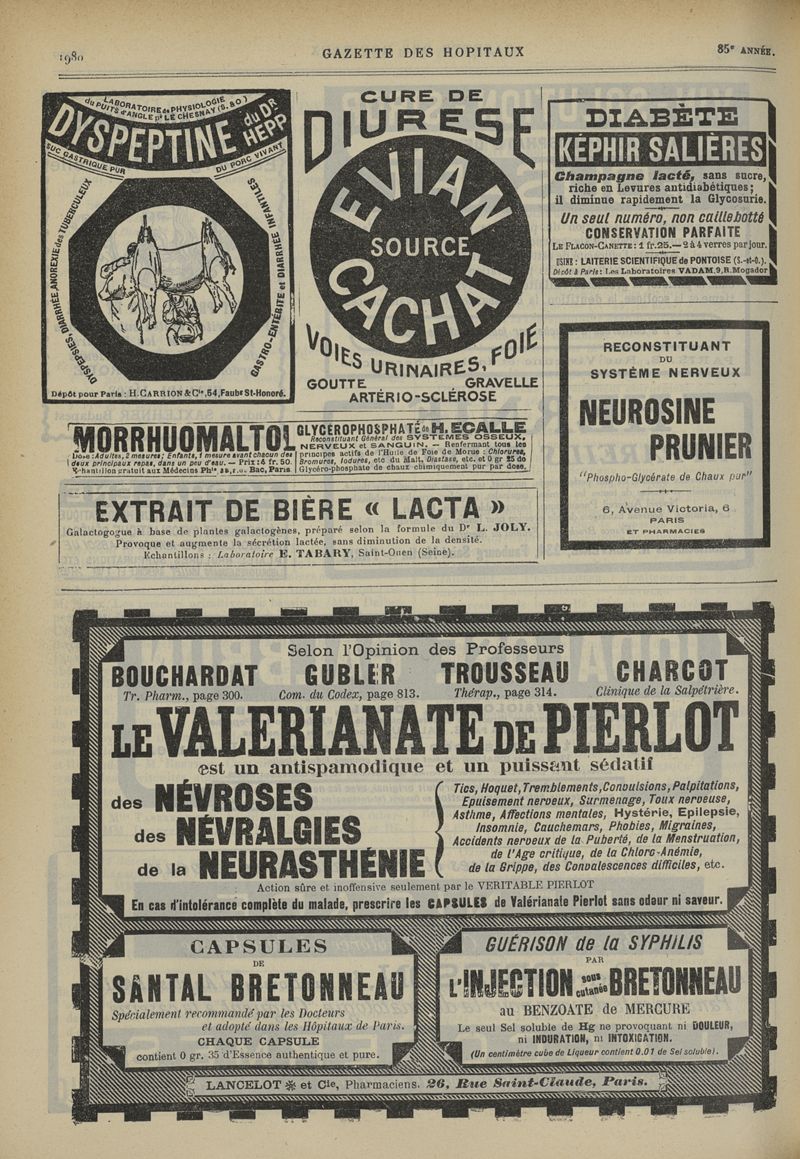 1980
GAZETTE DES HOPITAUX
85e ANNÉE.
LABORATOIRE de PHYSIOLOGIE
du PUITS d'ANGLE pr LE CHESNAY (S.&O)
DYSPEPTINE du Dr HEPP
SUC GASTRIQUE PUR
DU PORC VIVANT
DYSPEPSIES, DIARRHÉE, ANOREXIE des TUBERCULEUX
GASTRO-ENTÉRITE et DIARRHÉE INFANTILES
Dépôt pour Paris : H. CARRION & Cie, 54, Faubg St-Honoré.
CURE DE
DIURESE
EVIAN
SOURCE
CACHAT
VOIES URINAIRES, FOIE
GOUTTE GRAVELLE
ARTÉRIO-SCLÉROSE
DIABÈTE
KÉPHIR SALIÈRES
Champagne lacté, sans sucre,
riche en Levures antidiabétiques ;
il diminue rapidement la Glycosurie.
Un seul numéro, non caillebotté
CONSERVATION PARFAITE
LE FLACON-CANETTE : 1 fr. 25. — 2 à 4 verres par jour.
USINE : LAITERIE SCIENTIFIQUE de PONTOISE (S.-et-O.).
Dépôt à Paris : Les Laboratoires VADAM, 9, R. Mogador
RECONSTITUANT
DU
SYSTÈME NERVEUX
NEUROSINE
PRUNIER
"Phospho-Glycérate de Chaux pur"
6, Avenue Victoria, 6
PARIS
ET PHARMACIES
MORRHUOMALTOL
Dose : Adultes, 2 mesures ; Enfants, 1 mesure avant chacun des
deux principaux repas, dans un peu d'eau. — Prix : 4 fr. 50.
Echantillon gratuit aux Médecins Phie, 38, r. du Bac, Paris
GLYCÉROPHOSPHATÉ de H. ECALLE
Reconstituant Général des SYSTEMES OSSEUX,
NERVEUX et SANGUIN. — Renfermant tous les
principes actifs de l'Huile de Foie de Morue : Chlorures,
Bromures, Iodures, etc du Malt, Diastase, etc. et 0 gr 25 de
Glycéro-phosphate de chaux chimiquement pur par dose.
EXTRAIT DE BIÈRE « LACTA »
Galactogogue à base de plantes galactogènes, préparé selon la formule du Dr L. JOLY.
Provoque et augmente la sécrétion lactée, sans diminution de la densité.
Echantillons : Laboratoire E. TABARY, Saint-Ouen (Seine).
Selon l'Opinion des Professeurs
BOUCHARDAT GUBLER TROUSSEAU CHARCOT
Tr. Pharm., page 300. Com. du Codex, page 813. Thérap., page 314. Clinique de la Salpétrière.
LE VALERIANATE DE PIERLOT
est un antispamodique et un puissant sédatif
des NÉVROSES
des NÉVRALGIES
de la NEURASTHÉNIE
Tics, Hoquet, Tremblements, Convulsions, Palpitations,
Epuisement nerveux, Surmenage, Toux nerveuse,
Asthme, Affections mentales, Hystérie, Epilepsie,
Insomnie, Cauchemars, Phobies, Migraines,
Accidents nerveux de la Puberté, de la Menstruation,
de l'Age critique, de la Chloro-Anémie,
de la Grippe, des Convalescences difficiles, etc.
Action sûre et inoffensive seulement par le VERITABLE PIERLOT
En cas d'intolérance complète du malade, prescrire les CAPSULES de Valérianate Pierlot sans odeur ni saveur.
CAPSULES
DE
SANTAL BRETONNEAU
Spécialement recommandé par les Docteurs
et adopté dans les Hôpitaux de Paris.
CHAQUE CAPSULE
contient 0 gr. 35 d'Essence authentique et pure.
GUÉRISON de la SYPHILIS
PAR
L'INJECTION sous cutanée BRETONNEAU
au BENZOATE de MERCURE
Le seul Sel soluble de Hg ne provoquant ni DOULEUR,
ni INDURATION, ni INTOXICATION.
(Un centimètre cube de Liqueur contient 0.01 de Sel soluble).
LANCELOT ✻ et Cie, Pharmaciens. 26, Rue Saint-Claude, Paris.